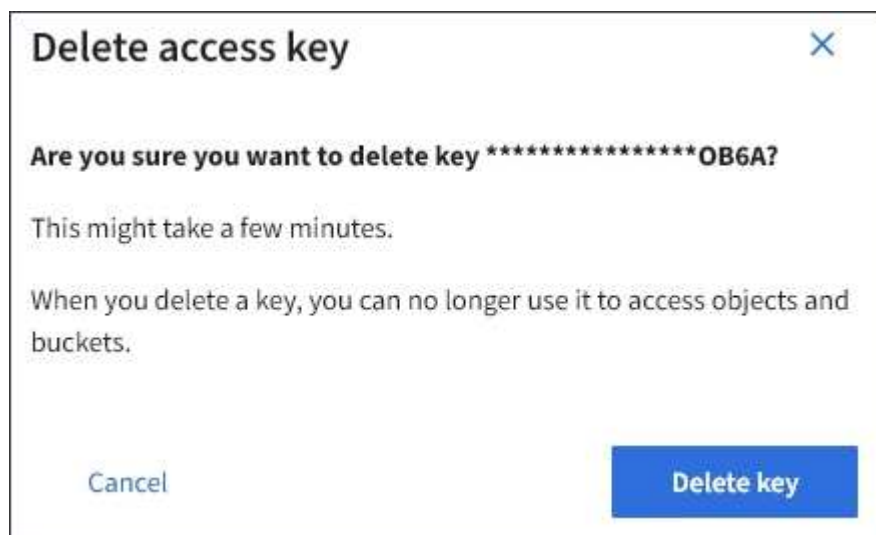 Delete access key
Are you sure you want to delete key ****************OB6A?
This might take a few minutes.
When you delete a key, you can no longer use it to access objects and
buckets.
Cancel
Delete key